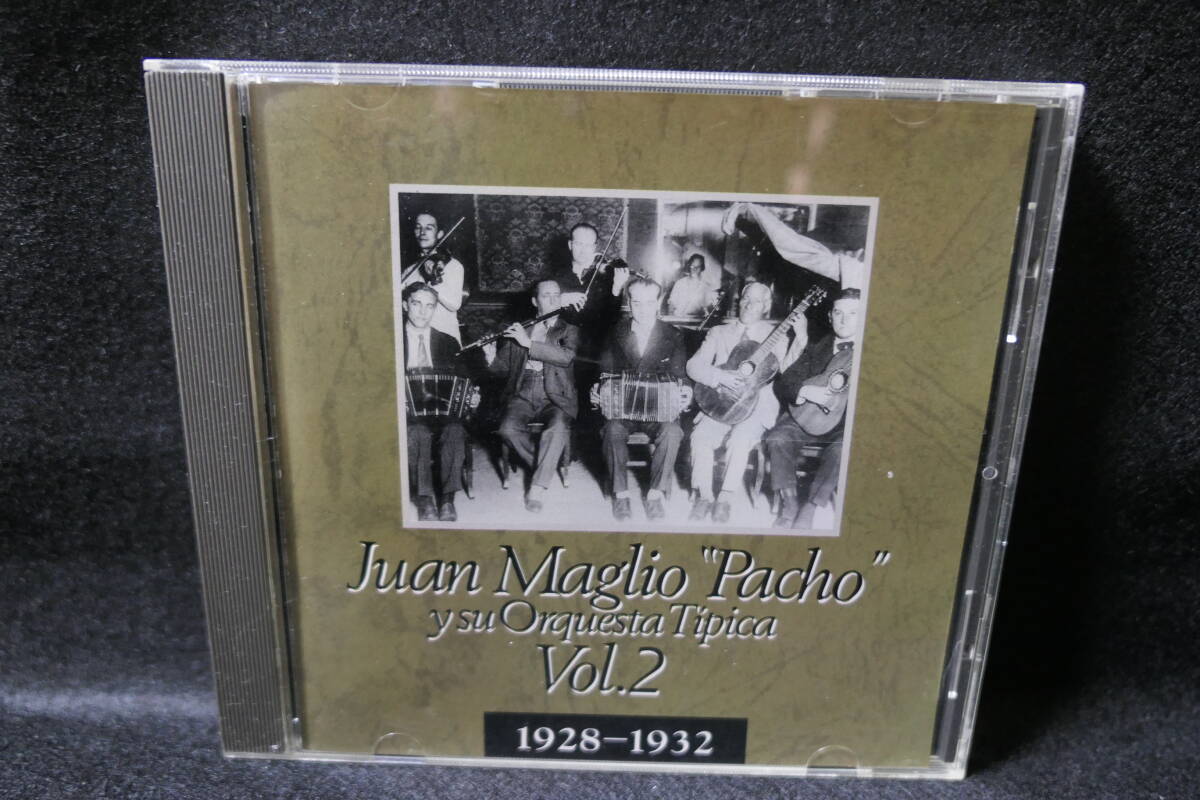 Juan Maglio "Pacho"
y su Orquesta Típica
Vol.2
1928–1932